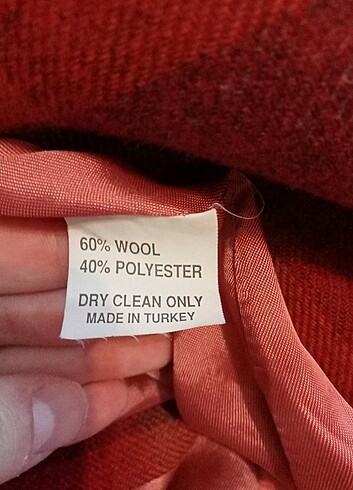 60% WOOL
40% POLYESTER
DRY CLEAN ONLY
MADE IN TURKEY